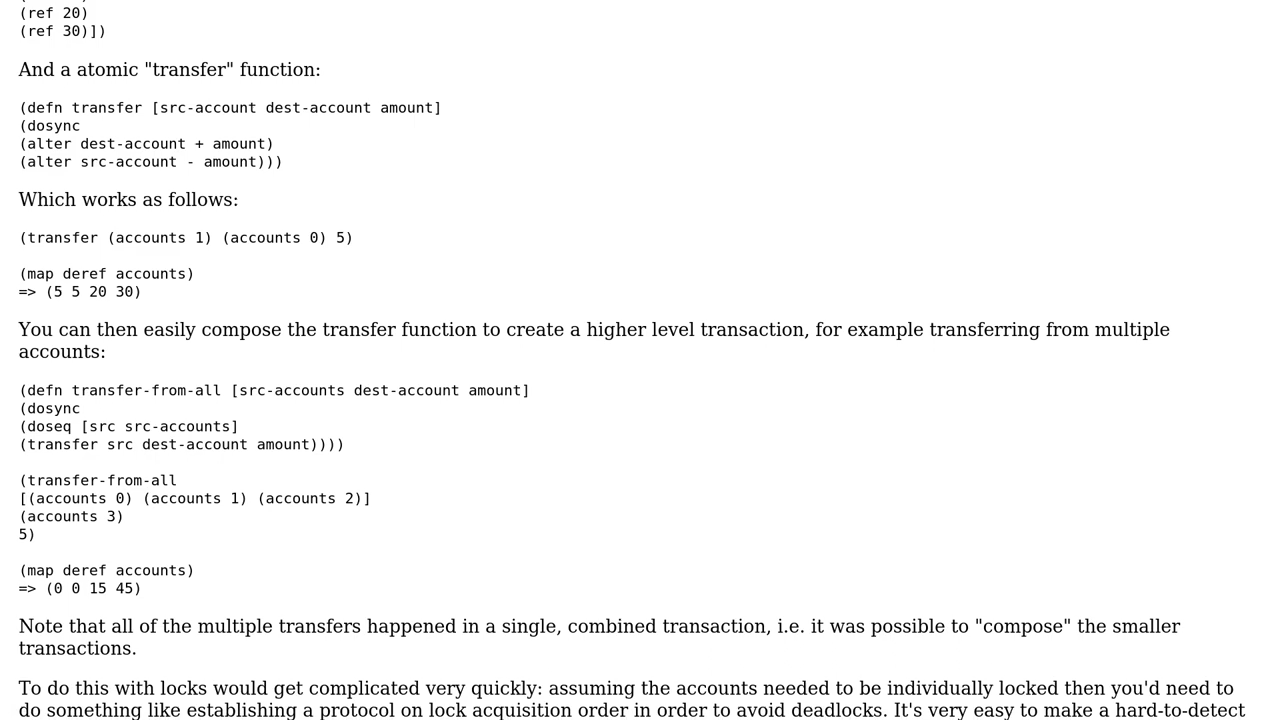 (ref 20)
(ref 30)])
And a atomic "transfer" function:
(defn transfer [src-account dest-account amount]
(dosync
(alter dest-account + amount)
(alter src-account - amount)))
Which works as follows:
(transfer (accounts 1) (accounts 0) 5)
(map deref accounts)
=> (5 5 20 30)
You can then easily compose the transfer function to create a higher level transaction, for example transferring from multiple
accounts:
(defn transfer-from-all [src-accounts dest-account amount]
(dosync
(doseq [src src-accounts]
(transfer src dest-account amount))))
(transfer-from-all
[(accounts 0) (accounts 1) (accounts 2)]
(accounts 3)
5)
(map deref accounts)
=> (0 0 15 45)
Note that all of the multiple transfers happened in a single, combined transaction, i.e. it was possible to "compose" the smaller
transactions.
To do this with locks would get complicated very quickly: assuming the accounts needed to be individually locked then you'd need to
do something like establishing a protocol on lock acquisition order in order to avoid deadlocks. It's very easy to make a hard-to-detect